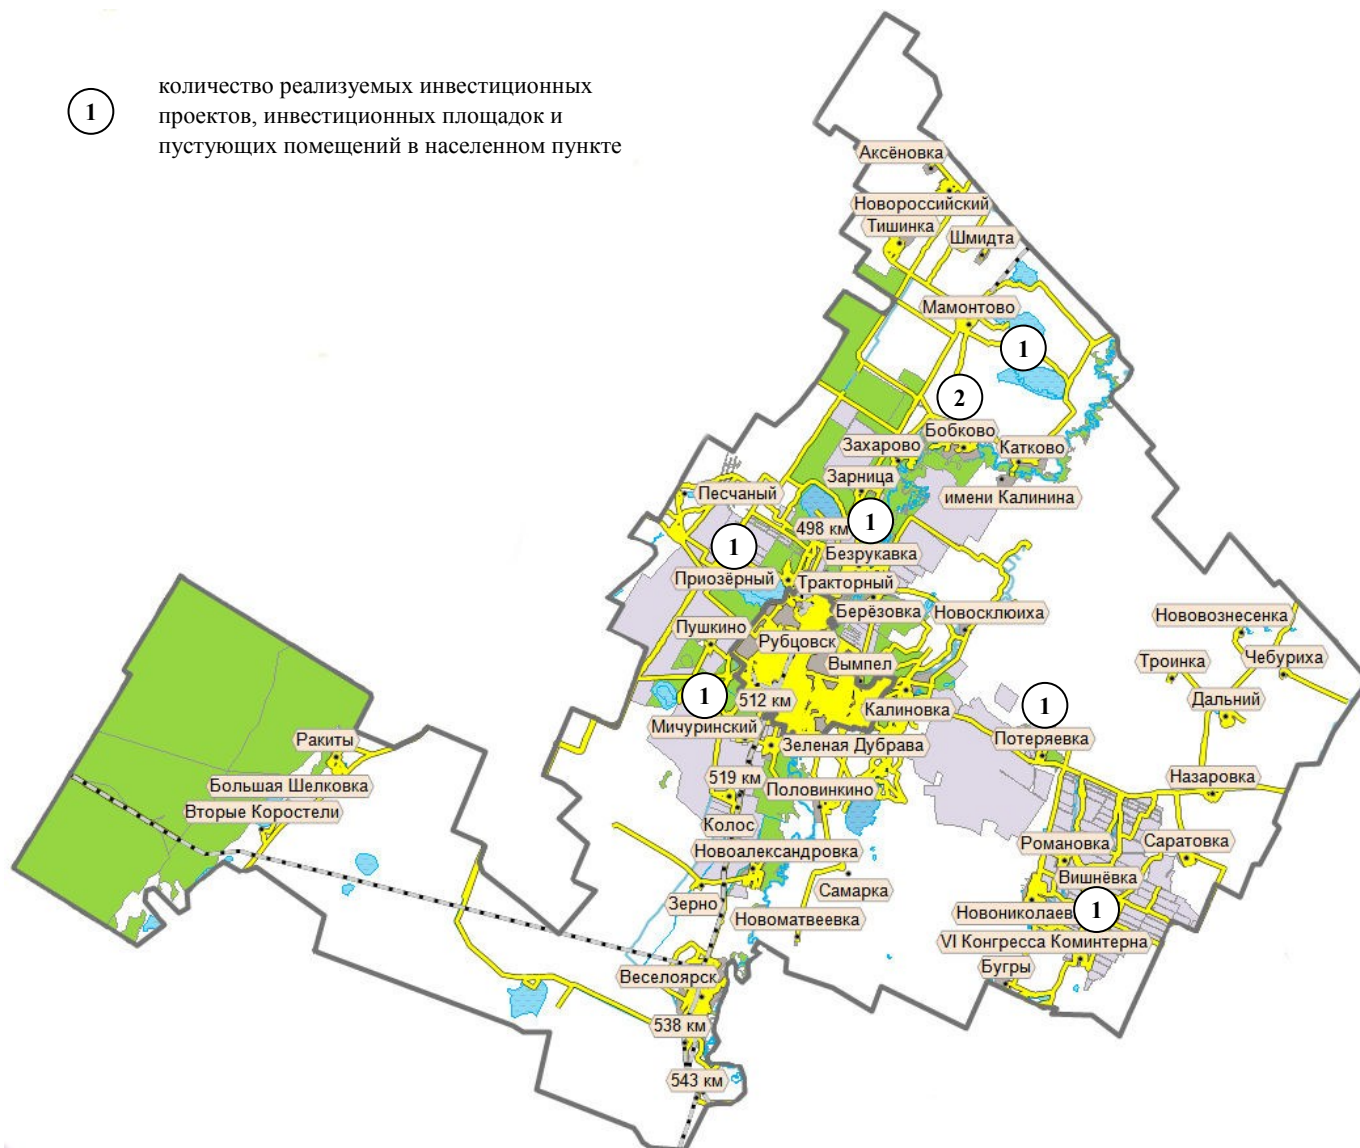 количество реализуемых инвестиционных
1
проектов, инвестиционных площадок и
пустующих помещений в населенном пункте
Аксёновка
Новороссийский
Тишинка
Шмидта
Мамонтово
1
2
Бобково
Захарово
Катково
Зарница
Песчаный
имени Калинина
498 км
1
1
Безрукавка
Приозёрный
Тракторный
Берёзовка
Новосклюиха
Нововознесенка
Пушкино
Рубцовск
Вымпел
Троинка
Чебуриха
1
512 км
Калиновка
1
Дальний
Мичуринский
Потеряевка
Ракиты
Зеленая Дубрава
519 км
Назаровка
Большая Шелковка
Половинкино
Вторые Коростели
Колос
Романовка
Саратовка
Новоалександровка
Вишнёвка
Самарка
Зерно
Новоматвеевка
Новониколаев
1
VI Конгресса Коминтерна
Бугры
Веселоярск
538 км
543 км